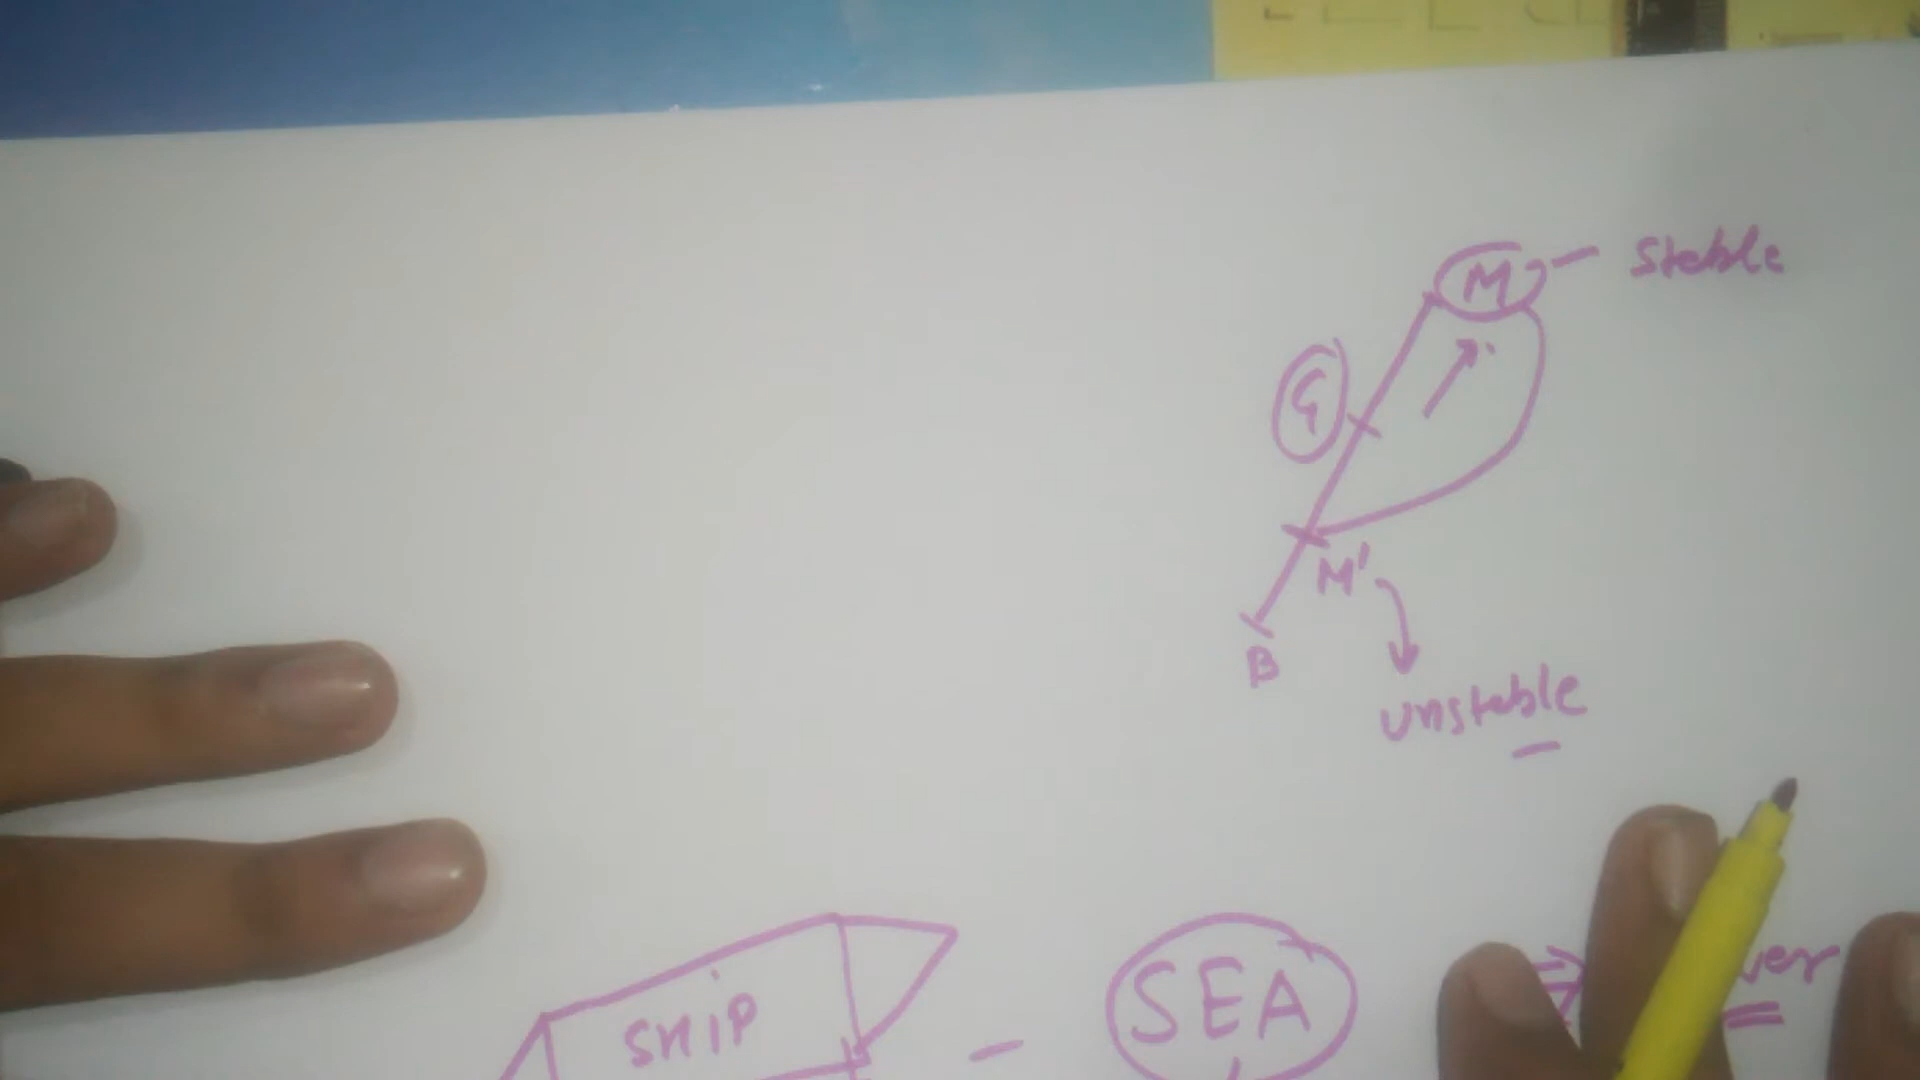 M - Stable
G
M'
B
unstable
SHIP - SEA